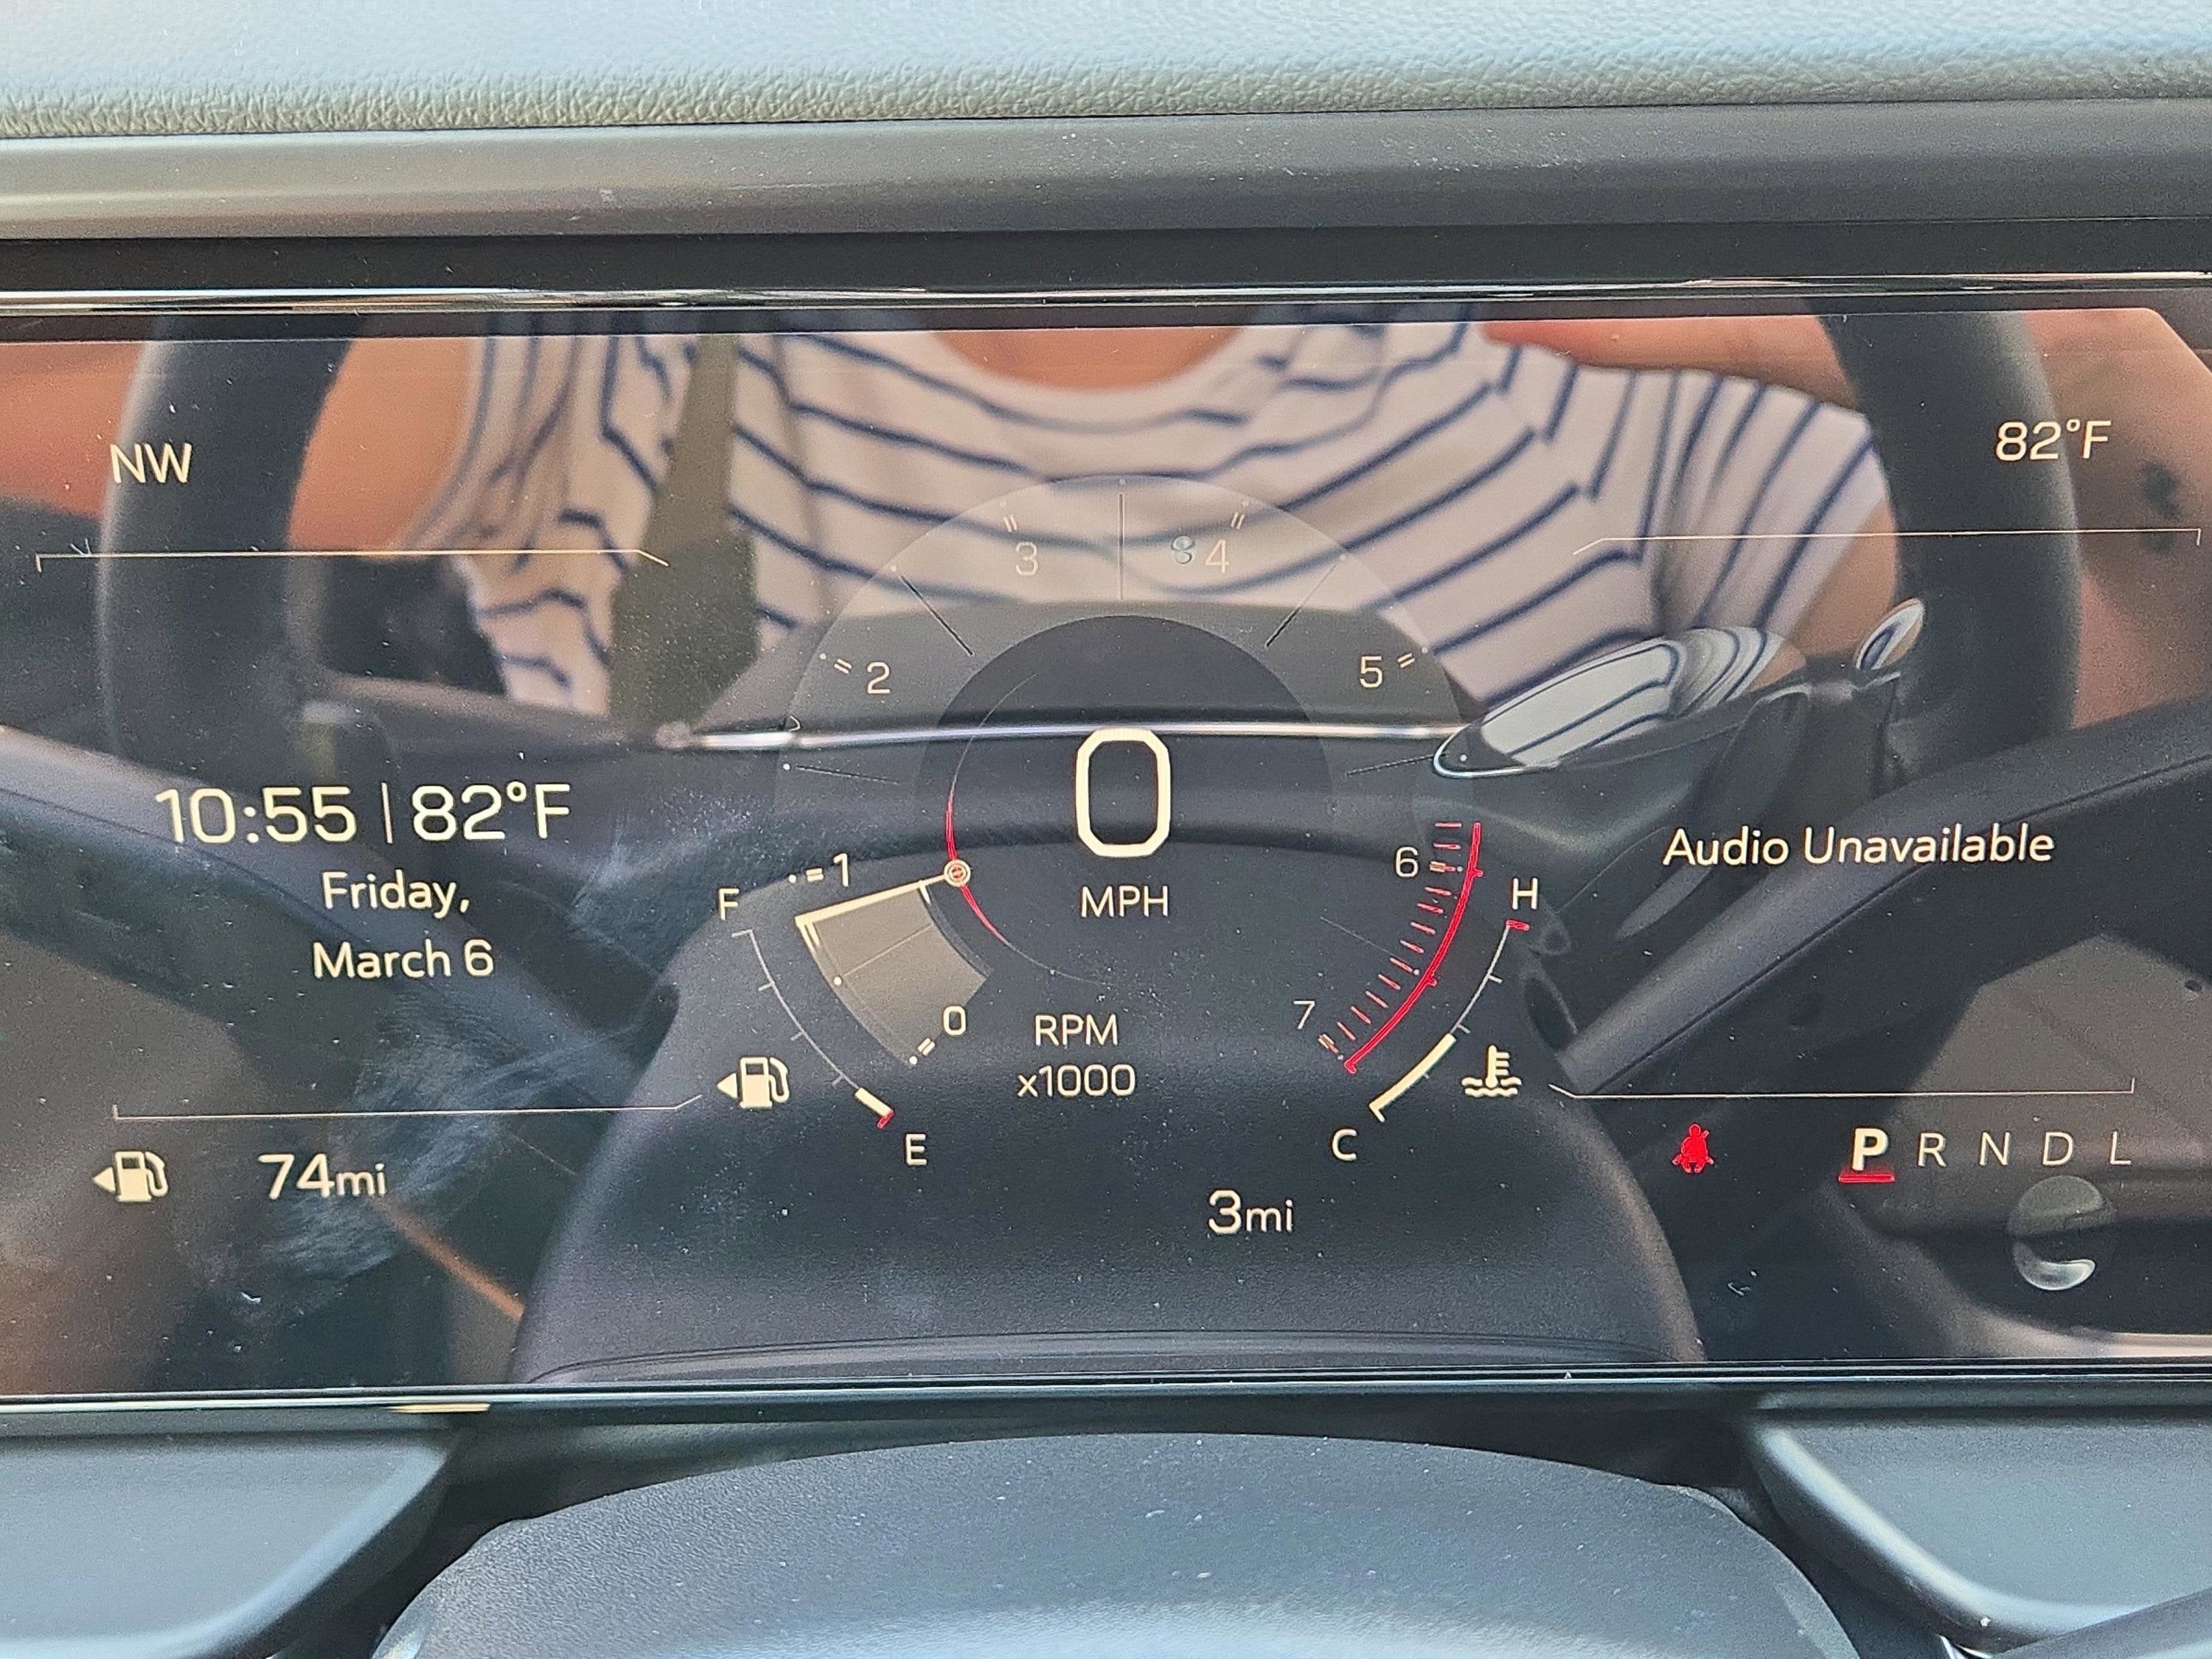 NW
82°F
3
4
2
5
10:55 | 82°F
Friday,
March 6
0
MPH
Audio Unavailable
1
6
F
H
0
7
RPM
x1000
E
C
74mi
3mi
P R N D L